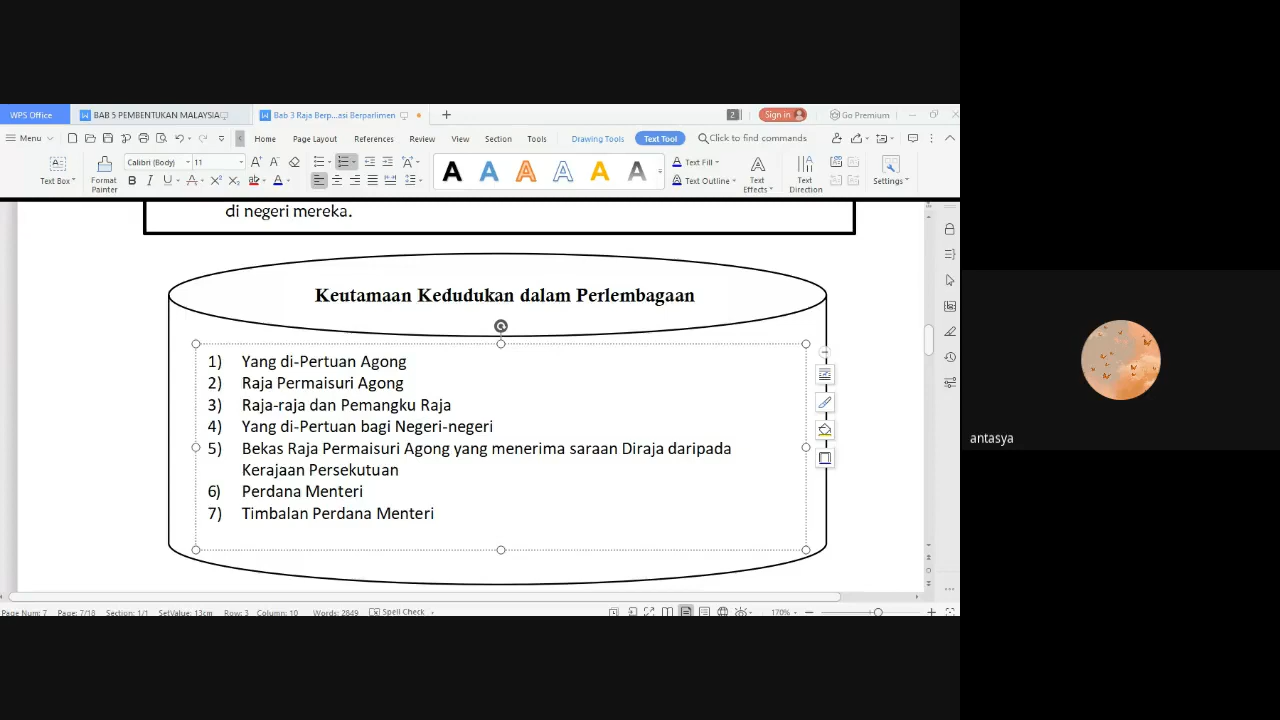 WPS Office
BAB 5 PEMBENTUKAN MALAYSIA
Bab 3 Raja Berp...asi Berparlimen
2
Sign in
Go Premium
Menu
Home
Page Layout
References
Review
View
Section
Tools
Drawing Tools
Text Tool
Click to find commands
Text Box
Format Painter
Calibri (Body)
11
Text Fill
Text Outline
Text Effects
Text Direction
Settings
di negeri mereka.
Keutamaan Kedudukan dalam Perlembagaan
1) Yang di-Pertuan Agong
2) Raja Permaisuri Agong
3) Raja-raja dan Pemangku Raja
4) Yang di-Pertuan bagi Negeri-negeri
5) Bekas Raja Permaisuri Agong yang menerima saraan Diraja daripada
Kerajaan Persekutuan
6) Perdana Menteri
7) Timbalan Perdana Menteri
antasya
Page Num: 7 Page: 7/18 Section: 1/1 SetValue: 13cm Row: 3 Column: 10 Words: 2849 Spell Check 170%